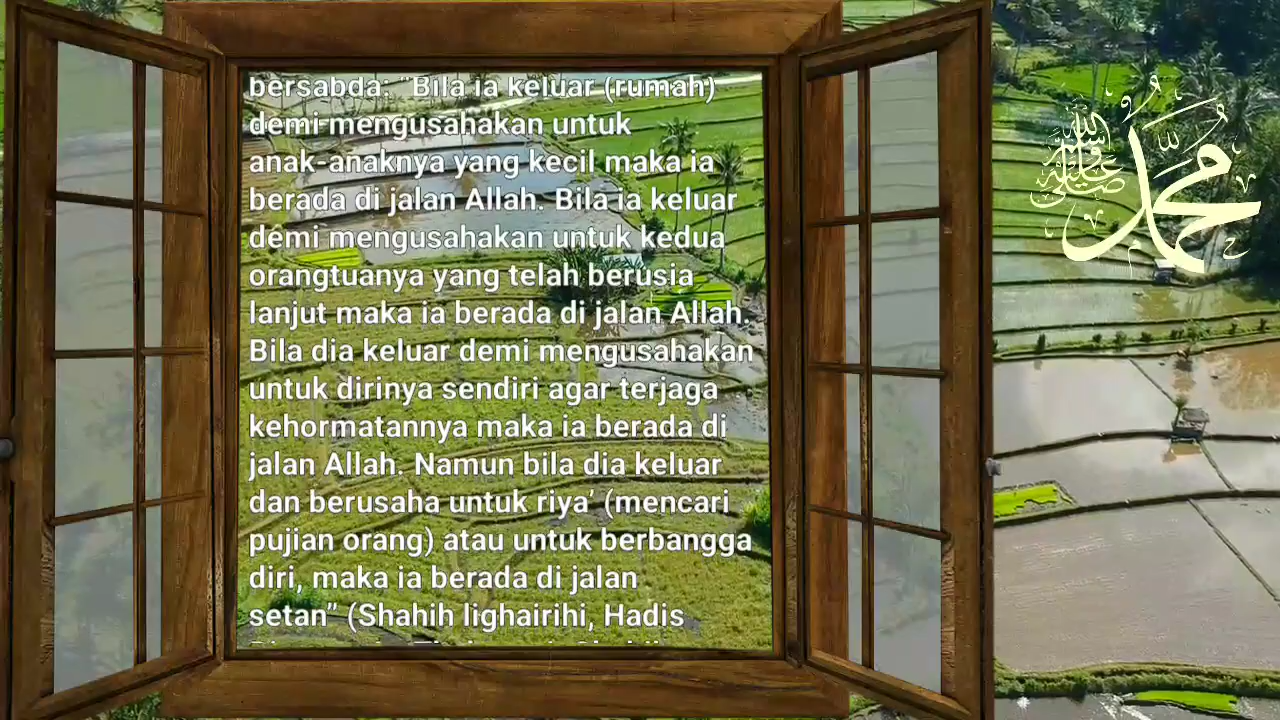 bersabda: “Bila ia keluar (rumah)
demi mengusahakan untuk
anak-anaknya yang kecil maka ia
berada di jalan Allah. Bila ia keluar
demi mengusahakan untuk kedua
orangtuanya yang telah berusia
lanjut maka ia berada di jalan Allah.
Bila dia keluar demi mengusahakan
untuk dirinya sendiri agar terjaga
kehormatannya maka ia berada di
jalan Allah. Namun bila dia keluar
dan berusaha untuk riya’ (mencari
pujian orang) atau untuk berbangga
diri, maka ia berada di jalan
setan” (Shahih lighairihi, Hadis
محمد
صلى الله عليه